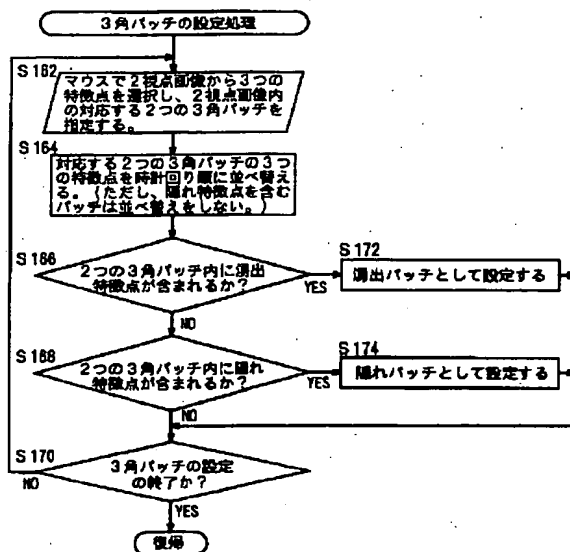 3角パッチの設定処理
S162
マウスで2視点画像から3つの
特徴点を選択し、2視点画像内
の対応する2つの3角パッチを
指定する。
S164
対応する2つの3角パッチの3つ
の特徴点を時計回り順に並べ替え
る。(ただし、隠れ特徴点を含む
パッチは並べ替えをしない。)
S166
2つの3角パッチ内に湧出
特徴点が含まれるか?
YES
S172
湧出パッチとして設定する
NO
S168
2つの3角パッチ内に隠れ
特徴点が含まれるか?
YES
S174
隠れパッチとして設定する
NO
S170
3角パッチの設定
の終了か?
NO
YES
復帰